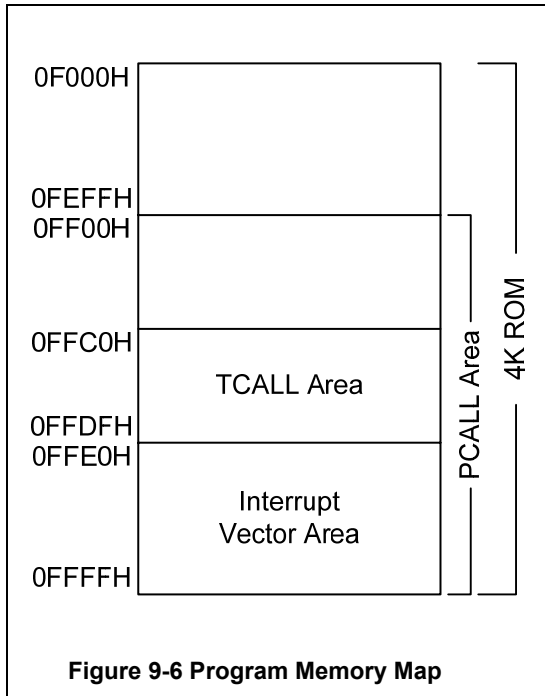 0F000H
0FEFFH
0FF00H
0FFC0H
TCALL Area
0FFDFH
0FFE0H
Interrupt
Vector Area
0FFFFH
PCALL Area
4K ROM
Figure 9-6 Program Memory Map